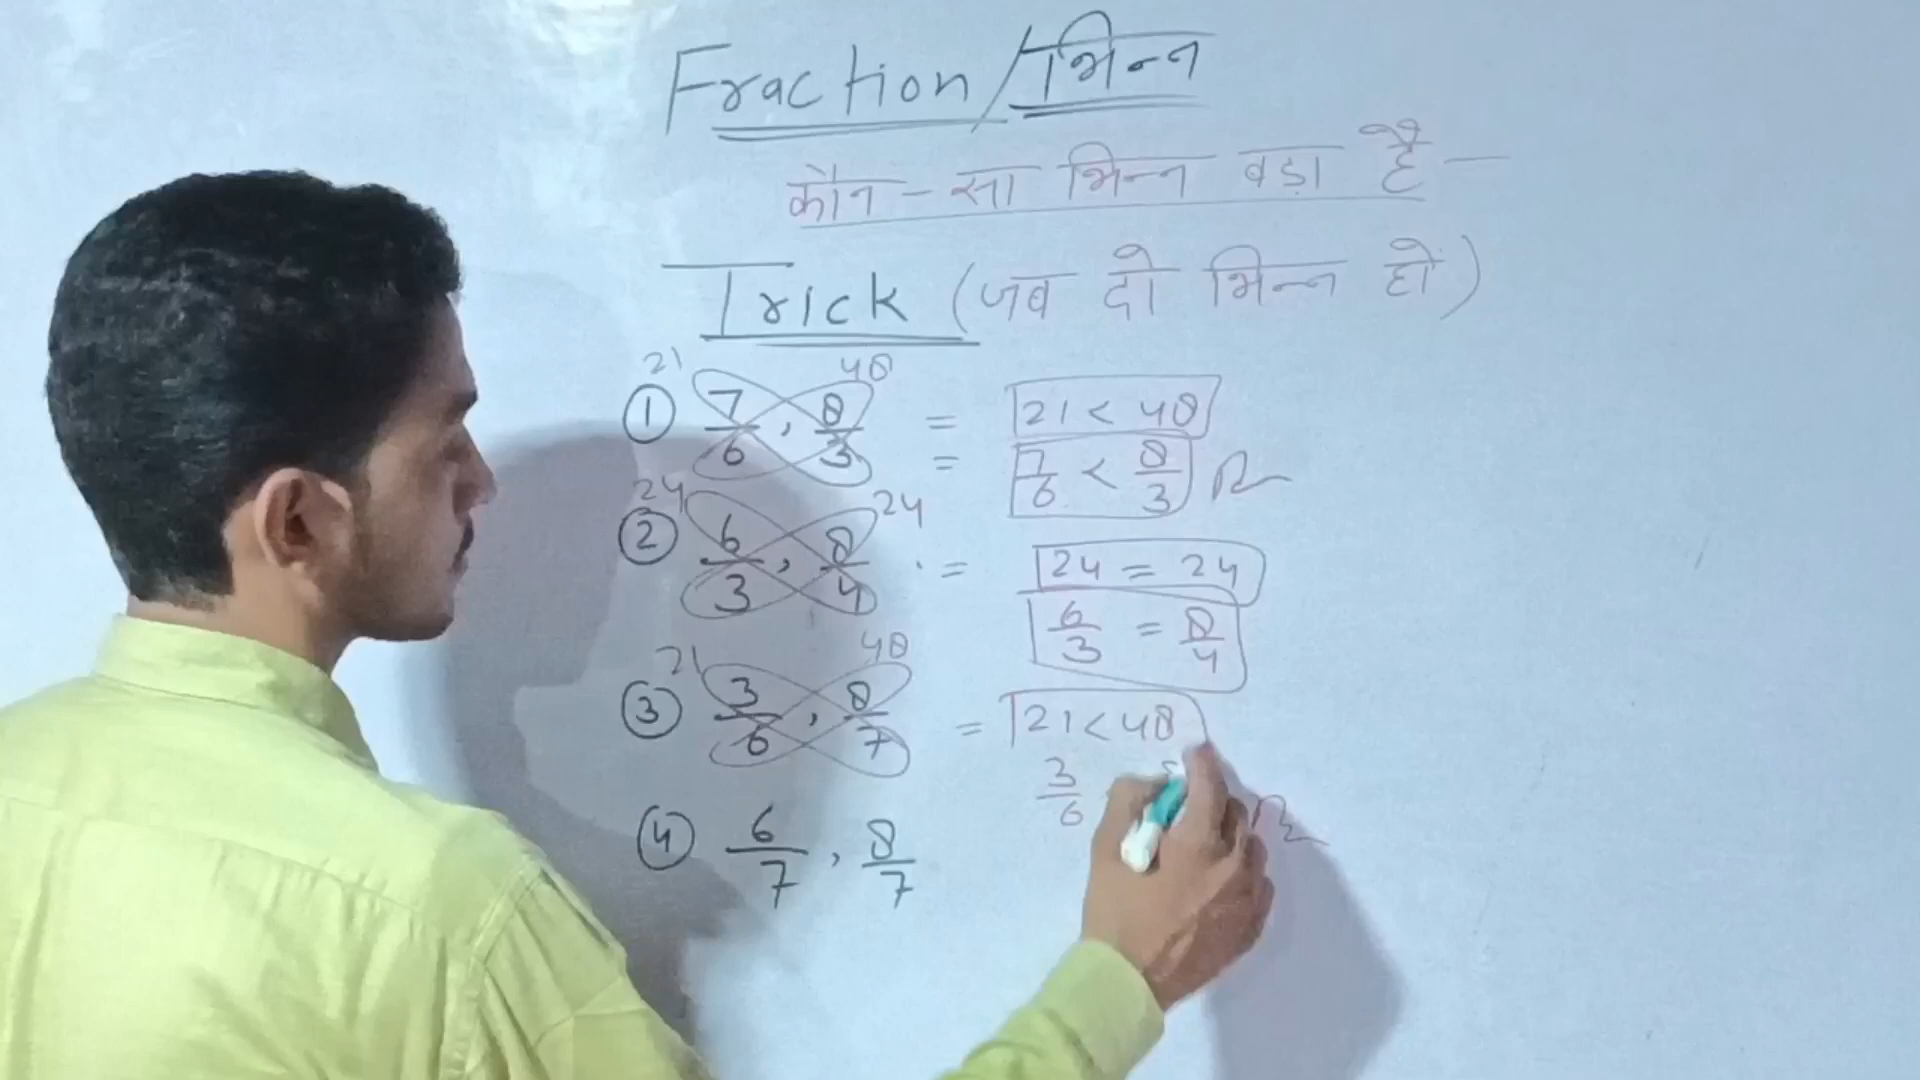 Fraction / भिन्न
कौन-सा भिन्न बड़ा है —
Trick (जब दो भिन्न हों)
21 48
① 7/6 , 8/3 = 21 < 48
= 7/6 < 8/3
24 24
② 6/3 , 8/4 = 24 = 24
6/3 = 8/4
21 48
③ 3/6 , 8/7 = 21 < 48
3/6
④ 6/7 , 8/7